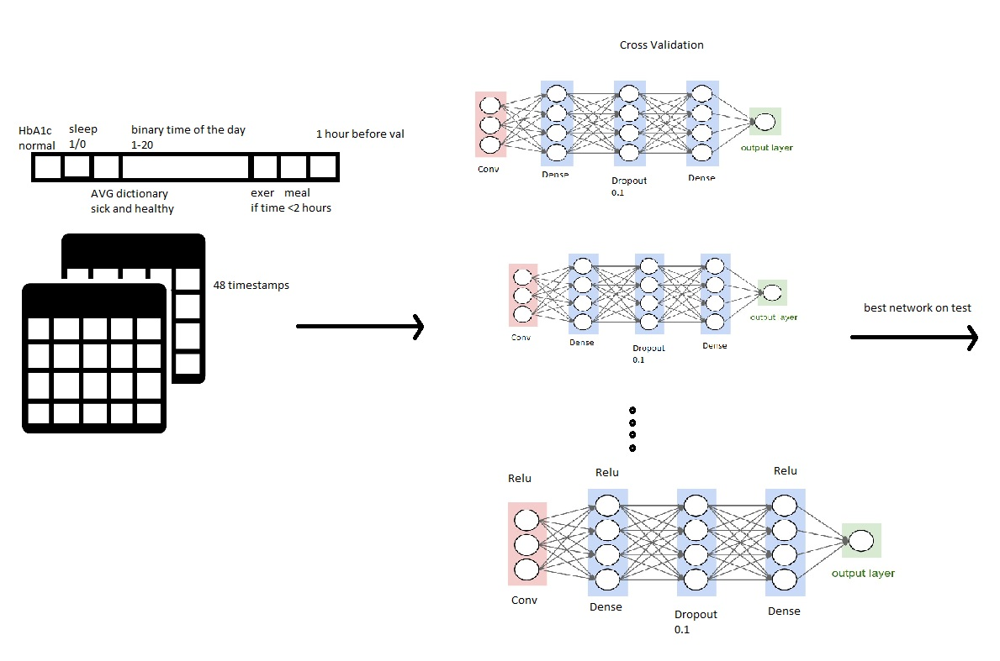 Cross Validation
HbA1c
normal
sleep
1/0
binary time of the day
1-20
1 hour before val
AVG dictionary
sick and healthy
exer meal
if time <2 hours
48 timestamps
Conv
Dense
Dropout
0.1
Dense
output layer
Conv
Dense
Dropout
0.1
Dense
output layer
best network on test
Relu
Relu
Relu
Conv
Dense
Dropout
0.1
Dense
output layer